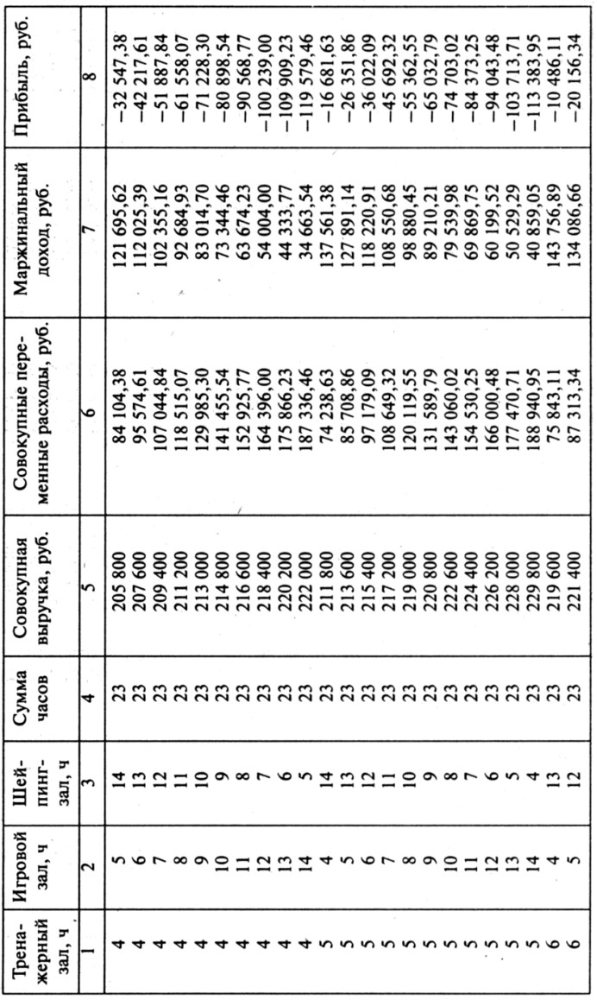 Трена-жерный зал, ч | Игровой зал, ч | Шей-пинг-зал, ч | Сумма часов | Совокупная выручка, руб. | Совокупные пере-менные расходы, руб. | Маржинальный доход, руб. | Прибыль, руб.
1 | 2 | 3 | 4 | 5 | 6 | 7 | 8
4 | 5 | 14 | 23 | 205 800 | 84 104,38 | 121 695,62 | −32 547,38
4 | 6 | 13 | 23 | 207 600 | 95 574,61 | 112 025,39 | −42 217,61
4 | 7 | 12 | 23 | 209 400 | 107 044,84 | 102 355,16 | −51 887,84
4 | 8 | 11 | 23 | 211 200 | 118 515,07 | 92 684,93 | −61 558,07
4 | 9 | 10 | 23 | 213 000 | 129 985,30 | 83 014,70 | −71 228,30
4 | 10 | 9 | 23 | 214 800 | 141 455,54 | 73 344,46 | −80 898,54
4 | 11 | 8 | 23 | 216 600 | 152 925,77 | 63 674,23 | −90 568,77
4 | 12 | 7 | 23 | 218 400 | 164 396,00 | 54 004,00 | −100 239,00
4 | 13 | 6 | 23 | 220 200 | 175 866,23 | 44 333,77 | −109 909,23
4 | 14 | 5 | 23 | 222 000 | 187 336,46 | 34 663,54 | −119 579,46
5 | 4 | 14 | 23 | 211 800 | 74 238,63 | 137 561,38 | −16 681,63
5 | 5 | 13 | 23 | 213 600 | 85 708,86 | 127 891,14 | −26 351,86
5 | 6 | 12 | 23 | 215 400 | 97 179,09 | 118 220,91 | −36 022,09
5 | 7 | 11 | 23 | 217 200 | 108 649,32 | 108 550,68 | −45 692,32
5 | 8 | 10 | 23 | 219 000 | 120 119,55 | 98 880,45 | −55 362,55
5 | 9 | 9 | 23 | 220 800 | 131 589,79 | 89 210,21 | −65 032,79
5 | 10 | 8 | 23 | 222 600 | 143 060,02 | 79 539,98 | −74 703,02
5 | 11 | 7 | 23 | 224 400 | 154 530,25 | 69 869,75 | −84 373,25
5 | 12 | 6 | 23 | 226 200 | 166 000,48 | 60 199,52 | −94 043,48
5 | 13 | 5 | 23 | 228 000 | 177 470,71 | 50 529,29 | −103 713,71
5 | 14 | 4 | 23 | 229 800 | 188 940,95 | 40 859,05 | −113 383,95
6 | 4 | 13 | 23 | 219 600 | 75 843,11 | 143 756,89 | −10 486,11
6 | 5 | 12 | 23 | 221 400 | 87 313,34 | 134 086,66 | −20 156,34